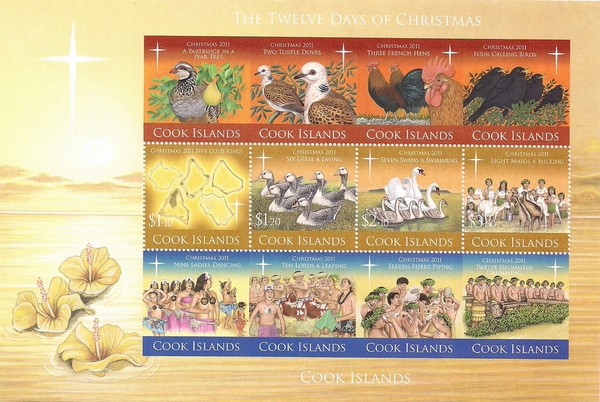 The Twelve Days of Christmas
Christmas 2011
A Partridge in a
Pear Tree
Cook Islands
Christmas 2011
Two Turtle Doves
Cook Islands
Christmas 2011
Three French Hens
Cook Islands
Christmas 2011
Four Calling Birds
Cook Islands
Christmas 2011 Five Gold Rings
$1.10
Cook Islands
Christmas 2011
Six Geese a Laying
$1.20
Cook Islands
Christmas 2011
Seven Swans a Swimming
Cook Islands
Christmas 2011
Eight Maids a Milking
Cook Islands
Christmas 2011
Nine Ladies Dancing
Cook Islands
Christmas 2011
Ten Lords a Leaping
Cook Islands
Christmas 2011
Eleven Pipers Piping
Cook Islands
Christmas 2011
Twelve Drummers
Cook Islands
Cook Islands